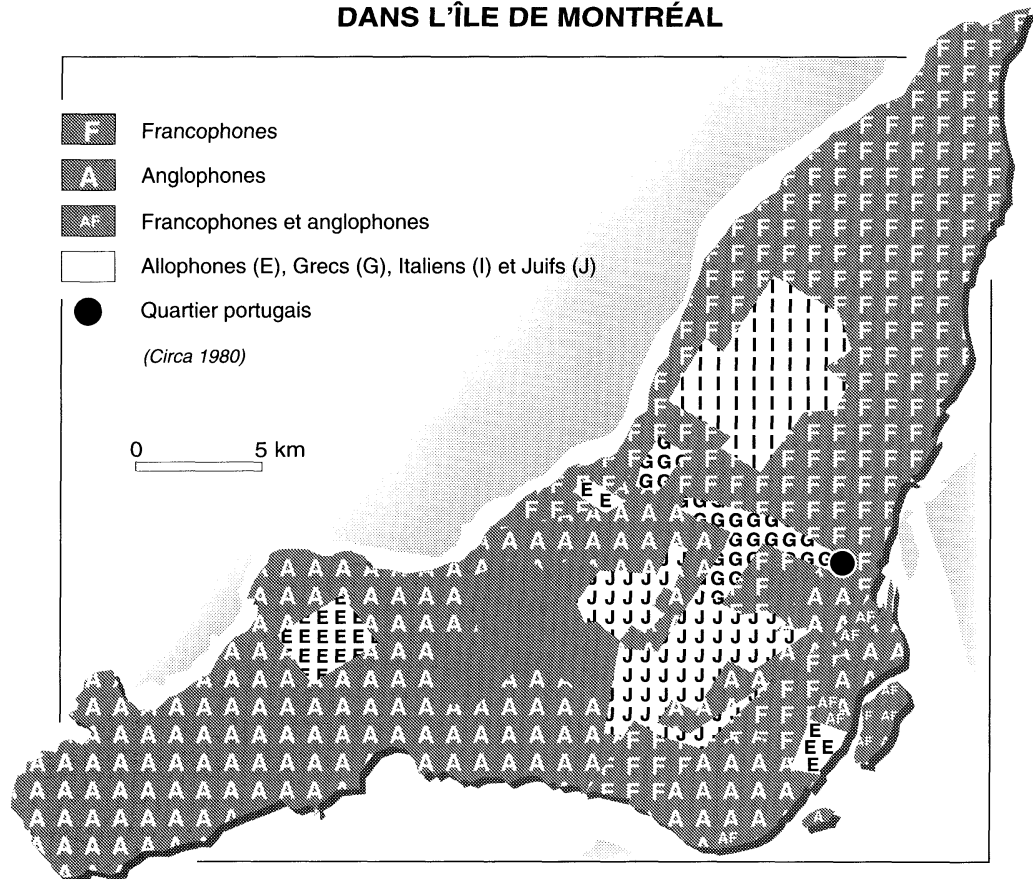 DANS L'ÎLE DE MONTRÉAL
F Francophones
A Anglophones
AF Francophones et anglophones
Allophones (E), Grecs (G), Italiens (I) et Juifs (J)
Quartier portugais
(Circa 1980)
0 5 km